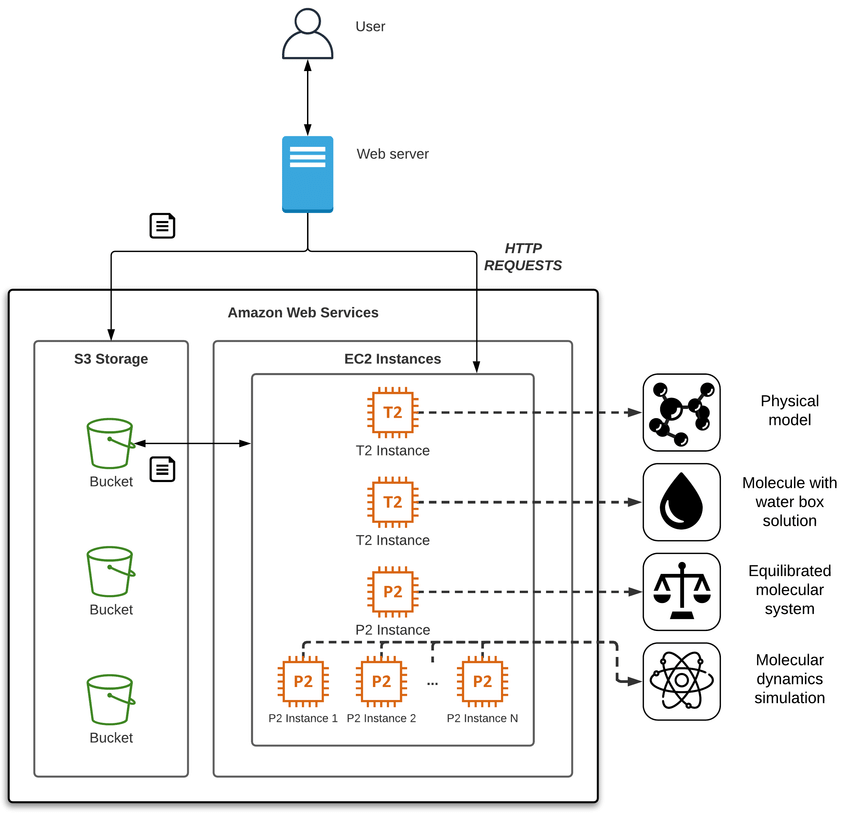 User
Web server
HTTP
REQUESTS
Amazon Web Services
S3 Storage
EC2 Instances
T2
T2 Instance
Physical
model
Bucket
T2
T2 Instance
Molecule with
water box
solution
Bucket
P2
P2 Instance
Equilibrated
molecular
system
P2
P2
...
P2
P2 Instance 1
P2 Instance 2
P2 Instance N
Molecular
dynamics
simulation
Bucket